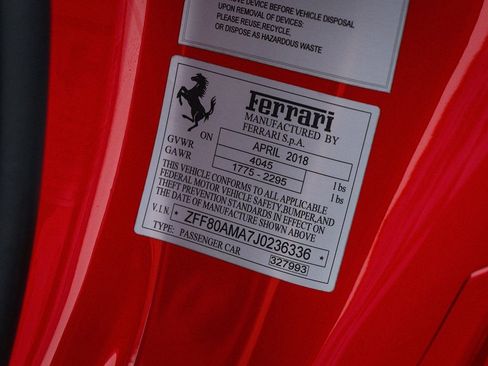 VE DEVICE BEFORE VEHICLE DISPOSAL
UPON REMOVAL OF DEVICES:
PLEASE REUSE,RECYCLE,
OR DISPOSE AS HAZARDOUS WASTE
Ferrari
MANUFACTURED BY
FERRARI S.p.A.
ON APRIL 2018
GVWR 4045 lbs
GAWR 1775 - 2295 lbs
THIS VEHICLE CONFORMS TO ALL APPLICABLE
FEDERAL MOTOR VEHICLE SAFETY,BUMPER,AND
THEFT PREVENTION STANDARDS IN EFFECT ON
THE DATE OF MANUFACTURE SHOWN ABOVE
V.I.N. * ZFF80AMA7J0236336 *
TYPE: PASSENGER CAR 327993